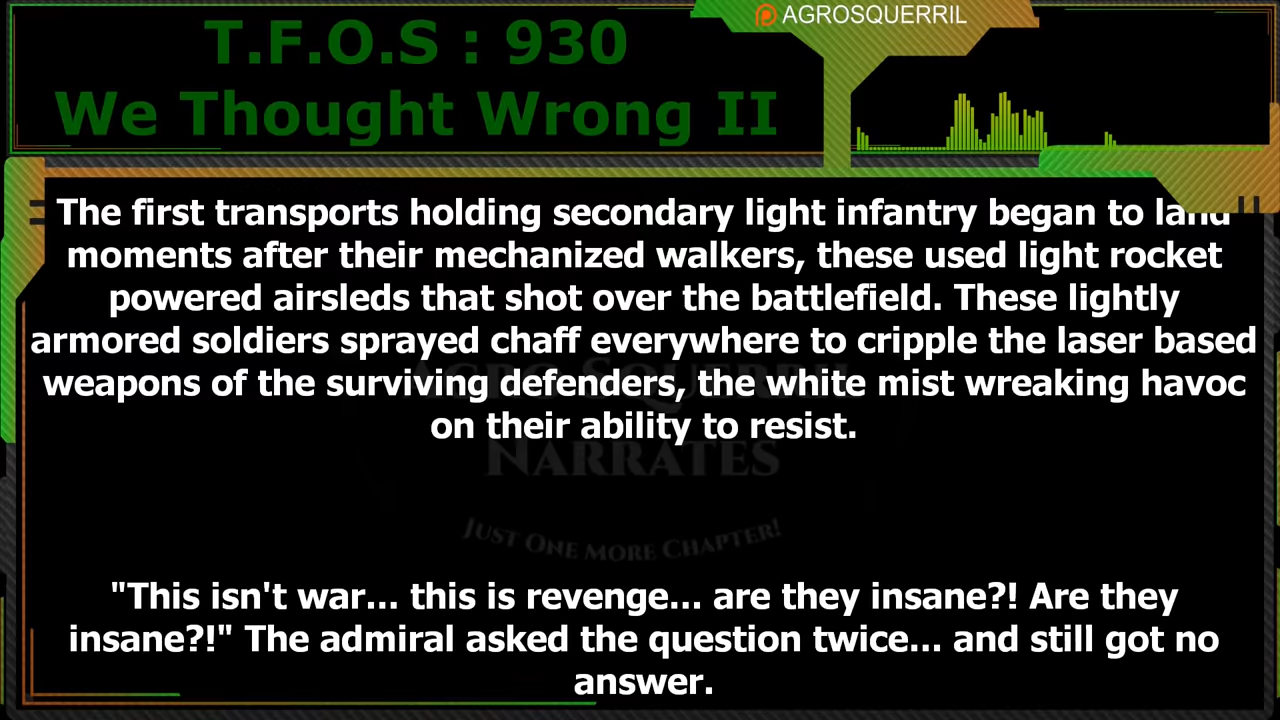 AGROSQUERRIL
T.F.O.S : 930
We Thought Wrong II
The first transports holding secondary light infantry began to land
moments after their mechanized walkers, these used light rocket
powered airsleds that shot over the battlefield. These lightly
armored soldiers sprayed chaff everywhere to cripple the laser based
weapons of the surviving defenders, the white mist wreaking havoc
on their ability to resist.
Agro Squerril
Narrates
Just One More Chapter!
"This isn't war... this is revenge... are they insane?! Are they
insane?!" The admiral asked the question twice... and still got no
answer.